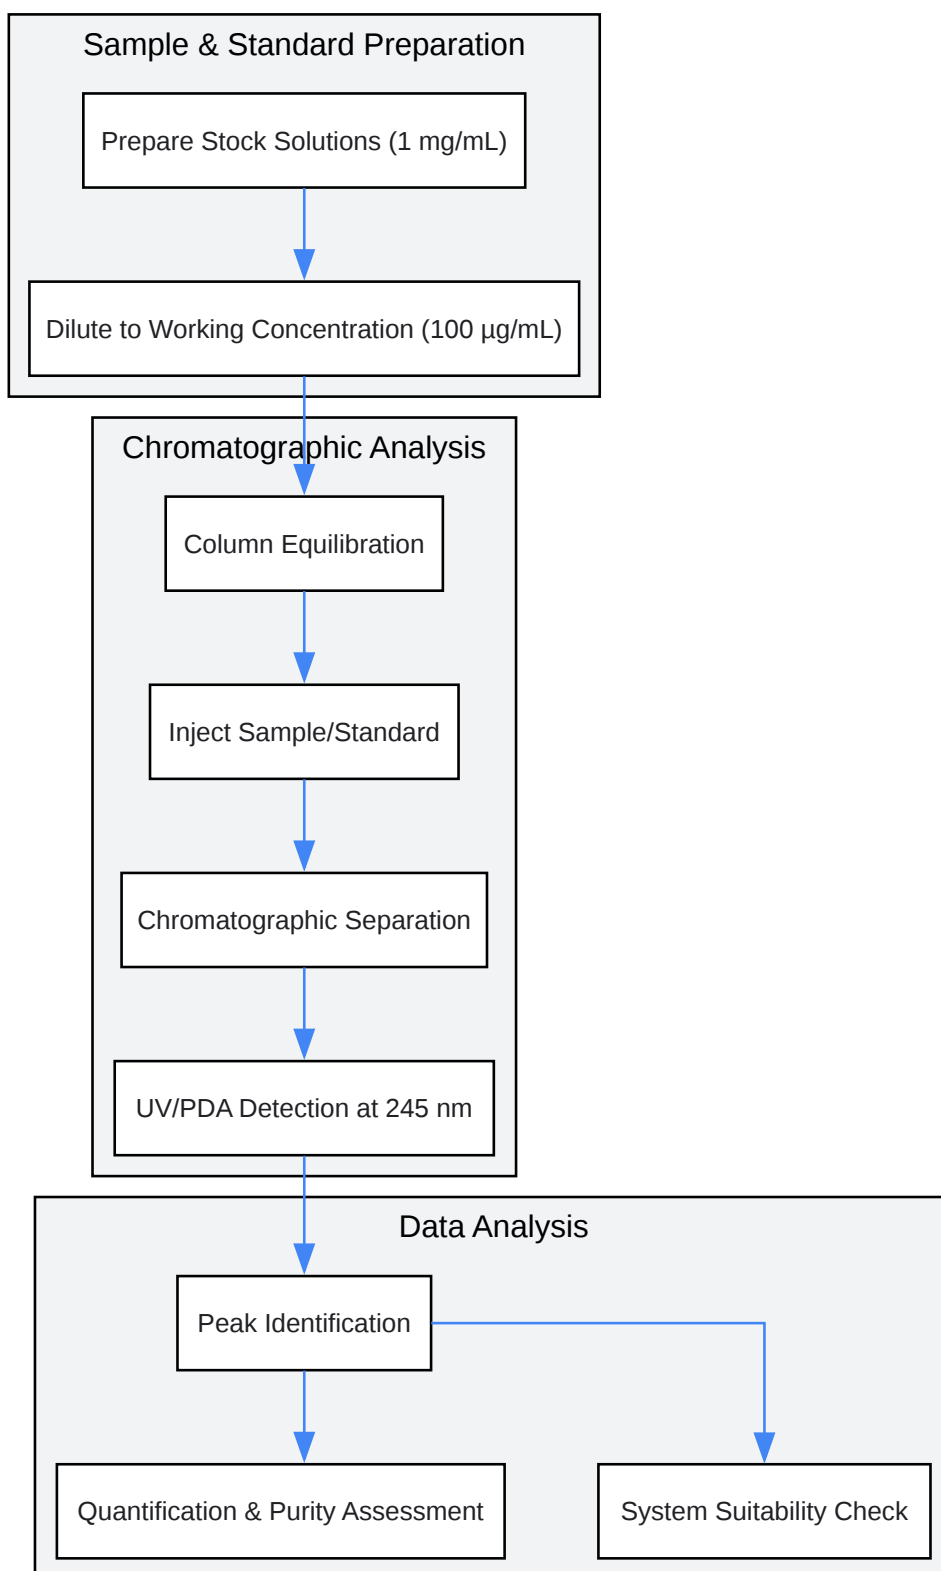 Sample & Standard Preparation
Prepare Stock Solutions (1 mg/mL)
Dilute to Working Concentration (100 µg/mL)
Chromatographic Analysis
Column Equilibration
Inject Sample/Standard
Chromatographic Separation
UV/PDA Detection at 245 nm
Data Analysis
Peak Identification
Quantification & Purity Assessment
System Suitability Check